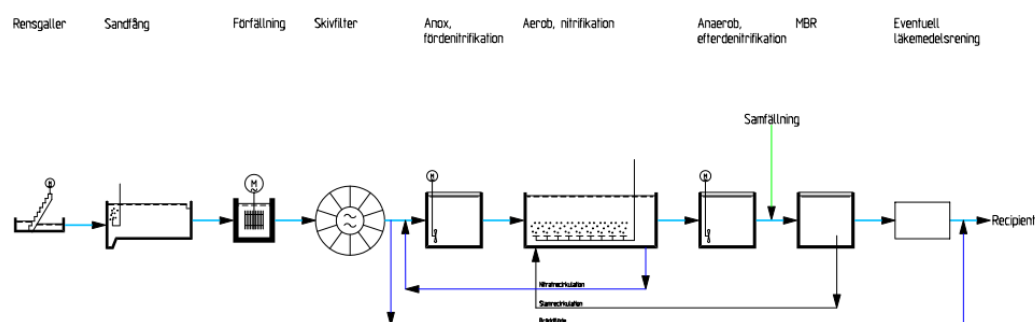 Rensgaller
Sandfång
Förfällning
Skivfilter
Anox,
fördenitrifikation
Aerob, nitrifikation
Anaerob,
efterdenitrifikation
MBR
Eventuell
läkemedelsrening
Samfällning
M
M
M
M
Recipient
Nitratrecirkulation
Slamrecirkulation